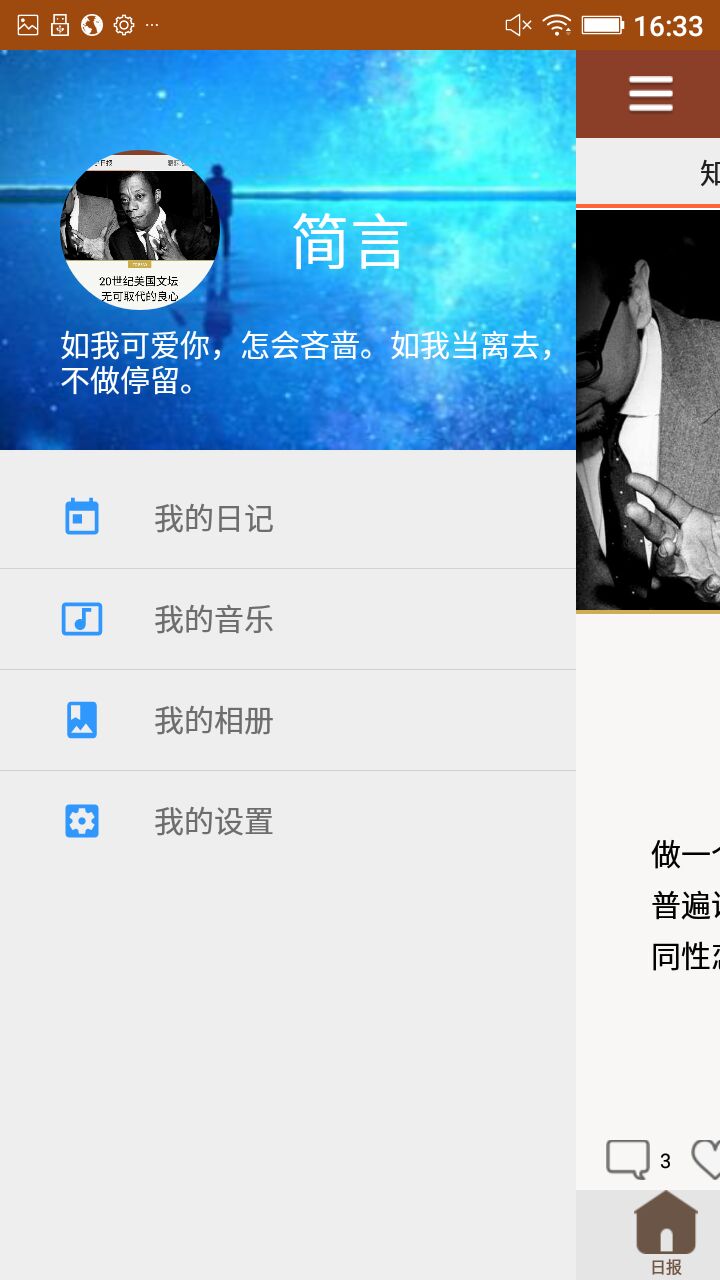 16:33
简言
20世纪美国文坛
无可取代的良心
如我可爱你，怎会吝啬。如我当离去，
不做停留。
我的日记
我的音乐
我的相册
我的设置
知
做一个
普遍
同性
3
日报